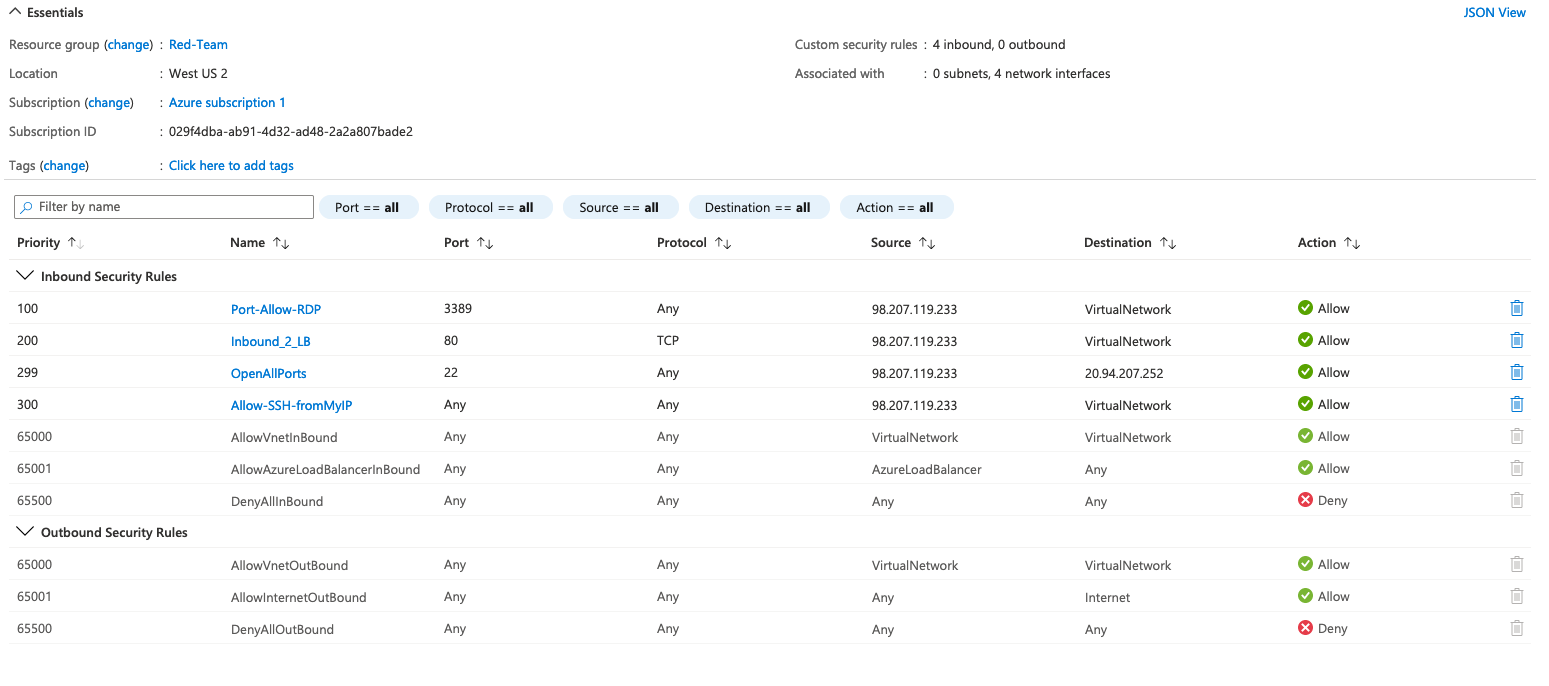 Essentials JSON View
Resource group (change) : Red-Team Custom security rules : 4 inbound, 0 outbound
Location : West US 2 Associated with : 0 subnets, 4 network interfaces
Subscription (change) : Azure subscription 1
Subscription ID : 029f4dba-ab91-4d32-ad48-2a2a807bade2
Tags (change) : Click here to add tags
Filter by name Port == all Protocol == all Source == all Destination == all Action == all
Priority Name Port Protocol Source Destination Action
Inbound Security Rules
100 Port-Allow-RDP 3389 Any 98.207.119.233 VirtualNetwork Allow
200 Inbound_2_LB 80 TCP 98.207.119.233 VirtualNetwork Allow
299 OpenAllPorts 22 Any 98.207.119.233 20.94.207.252 Allow
300 Allow-SSH-fromMyIP Any Any 98.207.119.233 VirtualNetwork Allow
65000 AllowVnetInBound Any Any VirtualNetwork VirtualNetwork Allow
65001 AllowAzureLoadBalancerInBound Any Any AzureLoadBalancer Any Allow
65500 DenyAllInBound Any Any Any Any Deny
Outbound Security Rules
65000 AllowVnetOutBound Any Any VirtualNetwork VirtualNetwork Allow
65001 AllowInternetOutBound Any Any Any Internet Allow
65500 DenyAllOutBound Any Any Any Any Deny